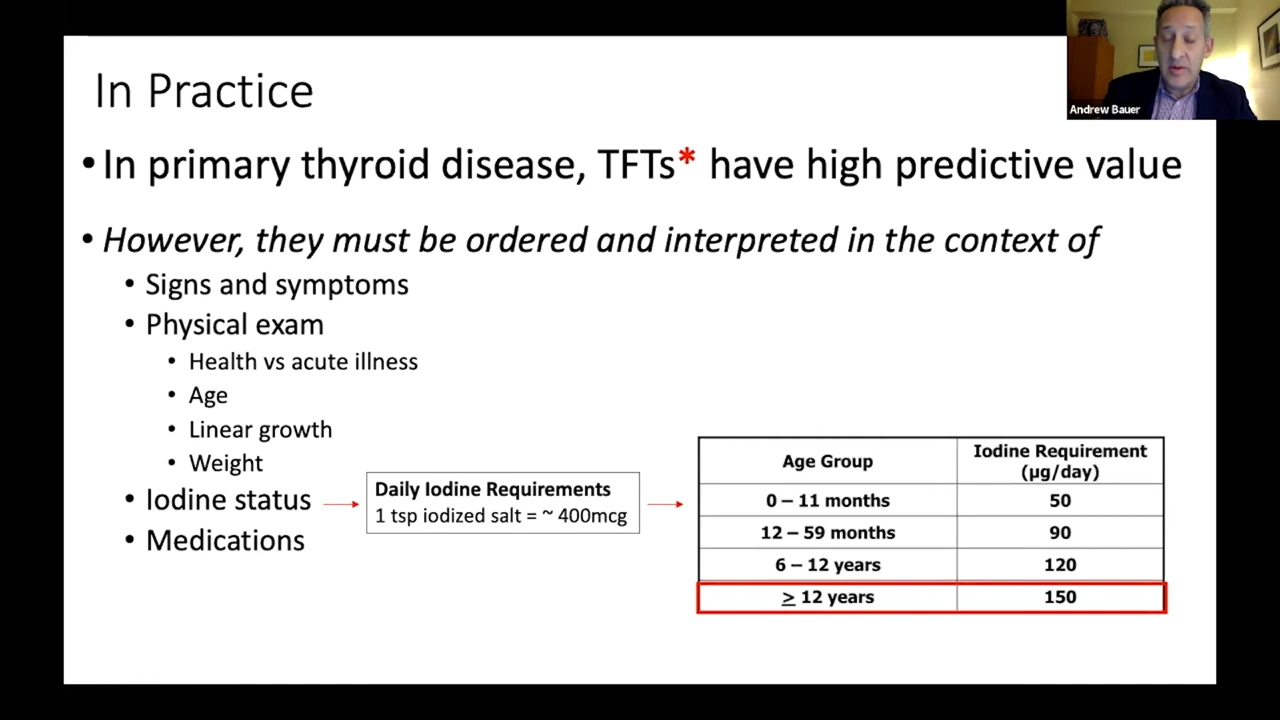 In Practice
Andrew Bauer
• In primary thyroid disease, TFTs* have high predictive value
• However, they must be ordered and interpreted in the context of
• Signs and symptoms
• Physical exam
• Health vs acute illness
• Age
• Linear growth
• Weight
• Iodine status
• Medications
Daily Iodine Requirements
1 tsp iodized salt = ~ 400mcg
Age Group Iodine Requirement (µg/day)
0 – 11 months 50
12 – 59 months 90
6 – 12 years 120
≥ 12 years 150